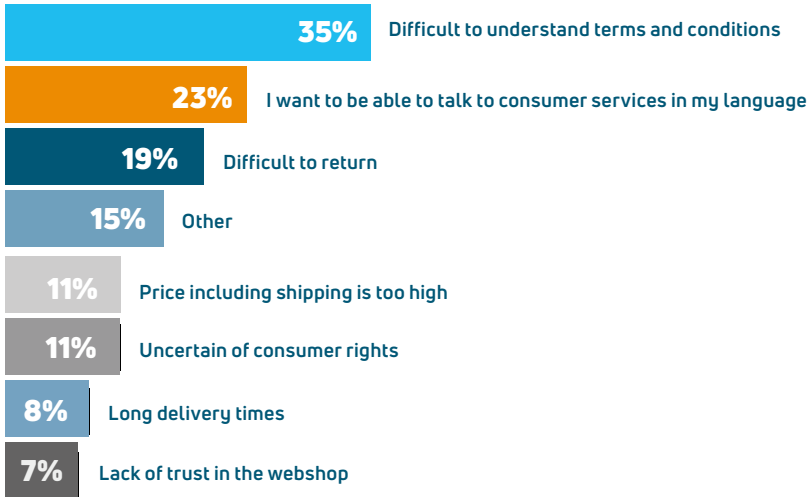 35% Difficult to understand terms and conditions
23% I want to be able to talk to consumer services in my language
19% Difficult to return
15% Other
11% Price including shipping is too high
11% Uncertain of consumer rights
8% Long delivery times
7% Lack of trust in the webshop